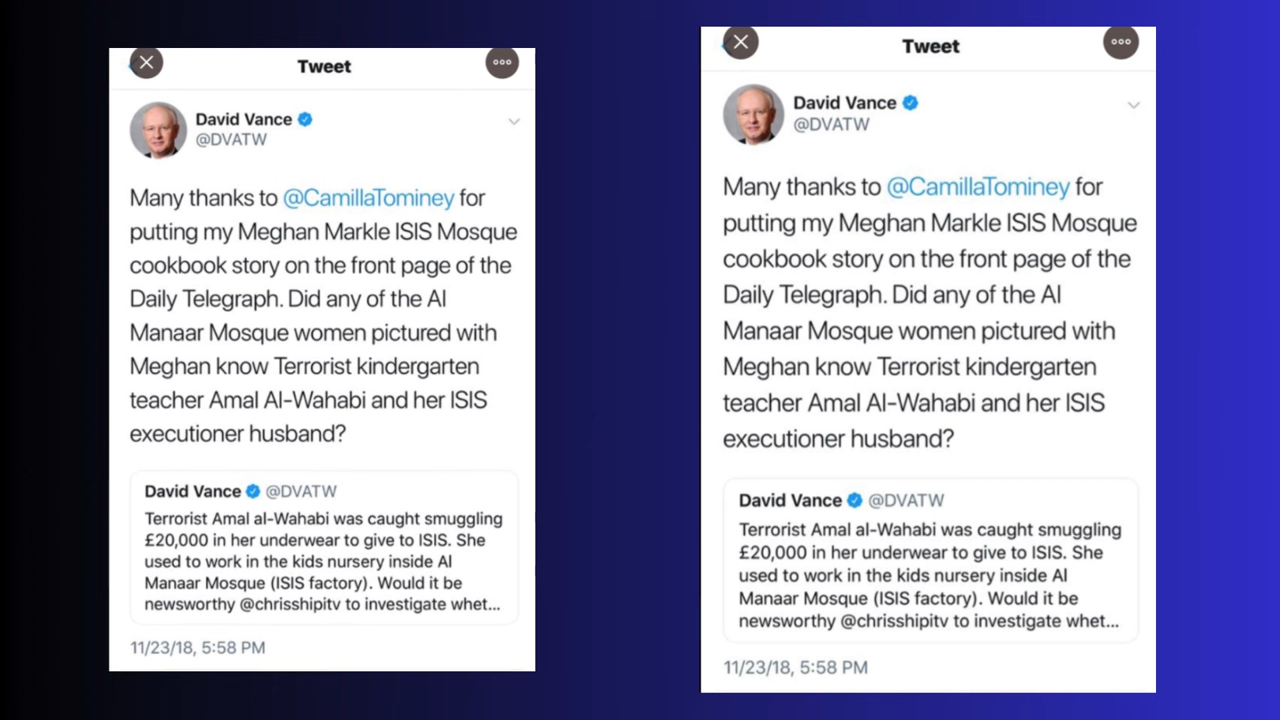 Tweet
David Vance
@DVATW
Many thanks to @CamillaTominey for
putting my Meghan Markle ISIS Mosque
cookbook story on the front page of the
Daily Telegraph. Did any of the Al
Manaar Mosque women pictured with
Meghan know Terrorist kindergarten
teacher Amal Al-Wahabi and her ISIS
executioner husband?
David Vance @DVATW
Terrorist Amal al-Wahabi was caught smuggling
£20,000 in her underwear to give to ISIS. She
used to work in the kids nursery inside Al
Manaar Mosque (ISIS factory). Would it be
newsworthy @chrisshipitv to investigate whet...
11/23/18, 5:58 PM
Tweet
David Vance
@DVATW
Many thanks to @CamillaTominey for
putting my Meghan Markle ISIS Mosque
cookbook story on the front page of the
Daily Telegraph. Did any of the Al
Manaar Mosque women pictured with
Meghan know Terrorist kindergarten
teacher Amal Al-Wahabi and her ISIS
executioner husband?
David Vance @DVATW
Terrorist Amal al-Wahabi was caught smuggling
£20,000 in her underwear to give to ISIS. She
used to work in the kids nursery inside Al
Manaar Mosque (ISIS factory). Would it be
newsworthy @chrisshipitv to investigate whet...
11/23/18, 5:58 PM